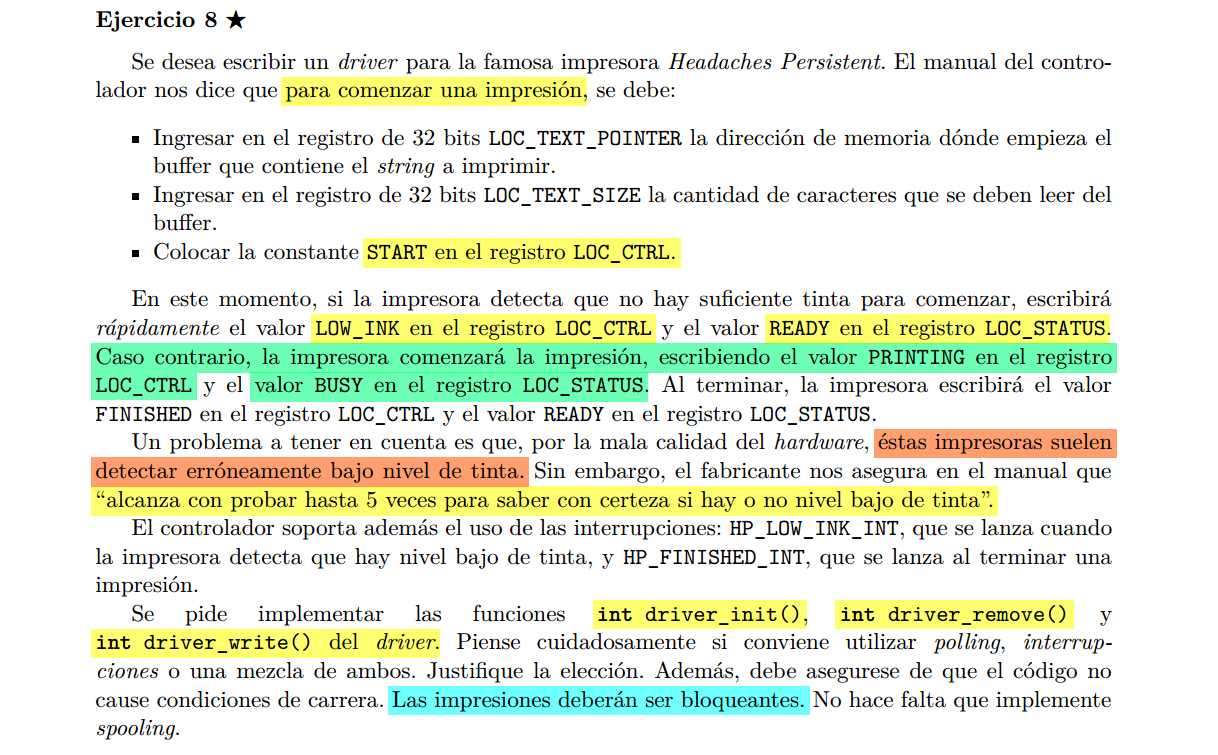 Ejercicio 8 ★
Se desea escribir un driver para la famosa impresora Headaches Persistent. El manual del contro-
lador nos dice que para comenzar una impresión, se debe:
▪ Ingresar en el registro de 32 bits LOC_TEXT_POINTER la dirección de memoria dónde empieza el
buffer que contiene el string a imprimir.
▪ Ingresar en el registro de 32 bits LOC_TEXT_SIZE la cantidad de caracteres que se deben leer del
buffer.
▪ Colocar la constante START en el registro LOC_CTRL.
En este momento, si la impresora detecta que no hay suficiente tinta para comenzar, escribirá
rápidamente el valor LOW_INK en el registro LOC_CTRL y el valor READY en el registro LOC_STATUS.
Caso contrario, la impresora comenzará la impresión, escribiendo el valor PRINTING en el registro
LOC_CTRL y el valor BUSY en el registro LOC_STATUS. Al terminar, la impresora escribirá el valor
FINISHED en el registro LOC_CTRL y el valor READY en el registro LOC_STATUS.
Un problema a tener en cuenta es que, por la mala calidad del hardware, éstas impresoras suelen
detectar erróneamente bajo nivel de tinta. Sin embargo, el fabricante nos asegura en el manual que
“alcanza con probar hasta 5 veces para saber con certeza si hay o no nivel bajo de tinta”.
El controlador soporta además el uso de las interrupciones: HP_LOW_INK_INT, que se lanza cuando
la impresora detecta que hay nivel bajo de tinta, y HP_FINISHED_INT, que se lanza al terminar una
impresión.
Se pide implementar las funciones int driver_init(), int driver_remove() y
int driver_write() del driver. Piense cuidadosamente si conviene utilizar polling, interrup-
ciones o una mezcla de ambos. Justifique la elección. Además, debe asegurese de que el código no
cause condiciones de carrera. Las impresiones deberán ser bloqueantes. No hace falta que implemente
spooling.